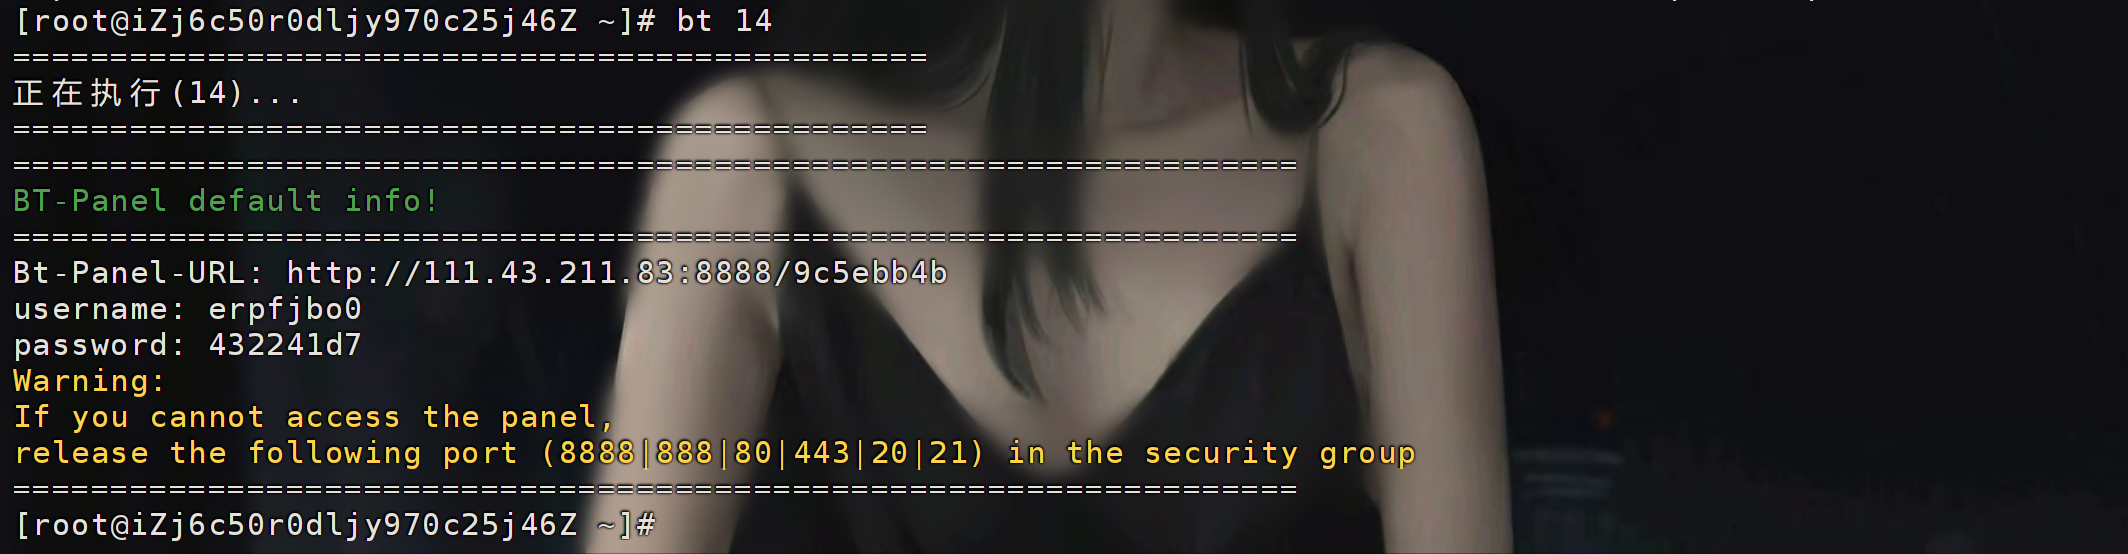 [root@iZj6c50r0dljy970c25j46Z ~]# bt 14
===============================================
正在执行(14)...
===============================================
==================================================================
BT-Panel default info!
==================================================================
Bt-Panel-URL: http://111.43.211.83:8888/9c5ebb4b
username: erpfjbo0
password: 432241d7
Warning:
If you cannot access the panel,
release the following port (8888|888|80|443|20|21) in the security group
==================================================================
[root@iZj6c50r0dljy970c25j46Z ~]#